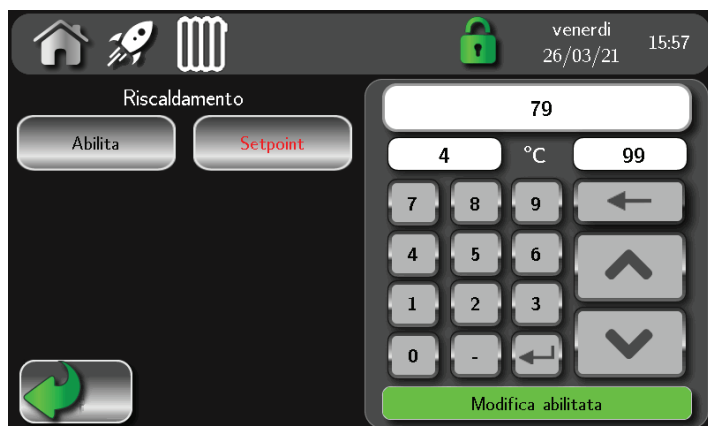 venerdi
26/03/21
15:57
Riscaldamento
Abilita
Setpoint
79
4
°C
99
7
8
9
4
5
6
1
2
3
0
-
Modifica abilitata